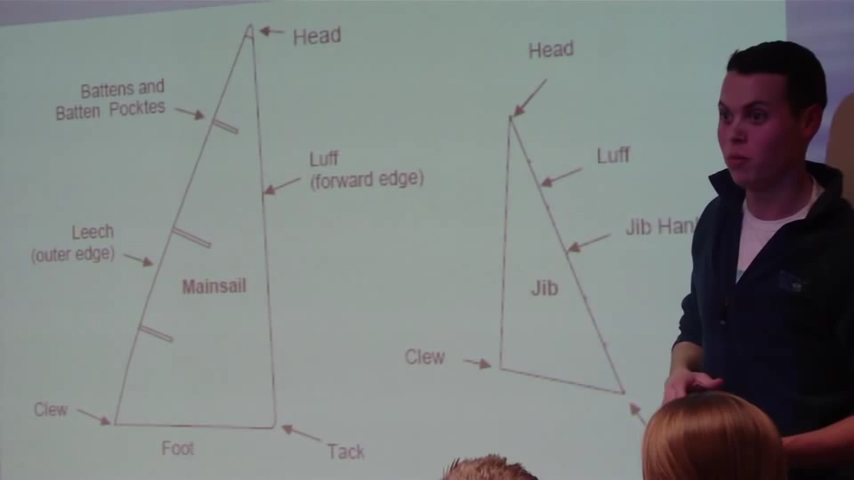 Head
Battens and
Batten Pocktes
Luff
(forward edge)
Leech
(outer edge)
Mainsail
Clew
Foot
Tack
Head
Luff
Jib
Jib
Clew